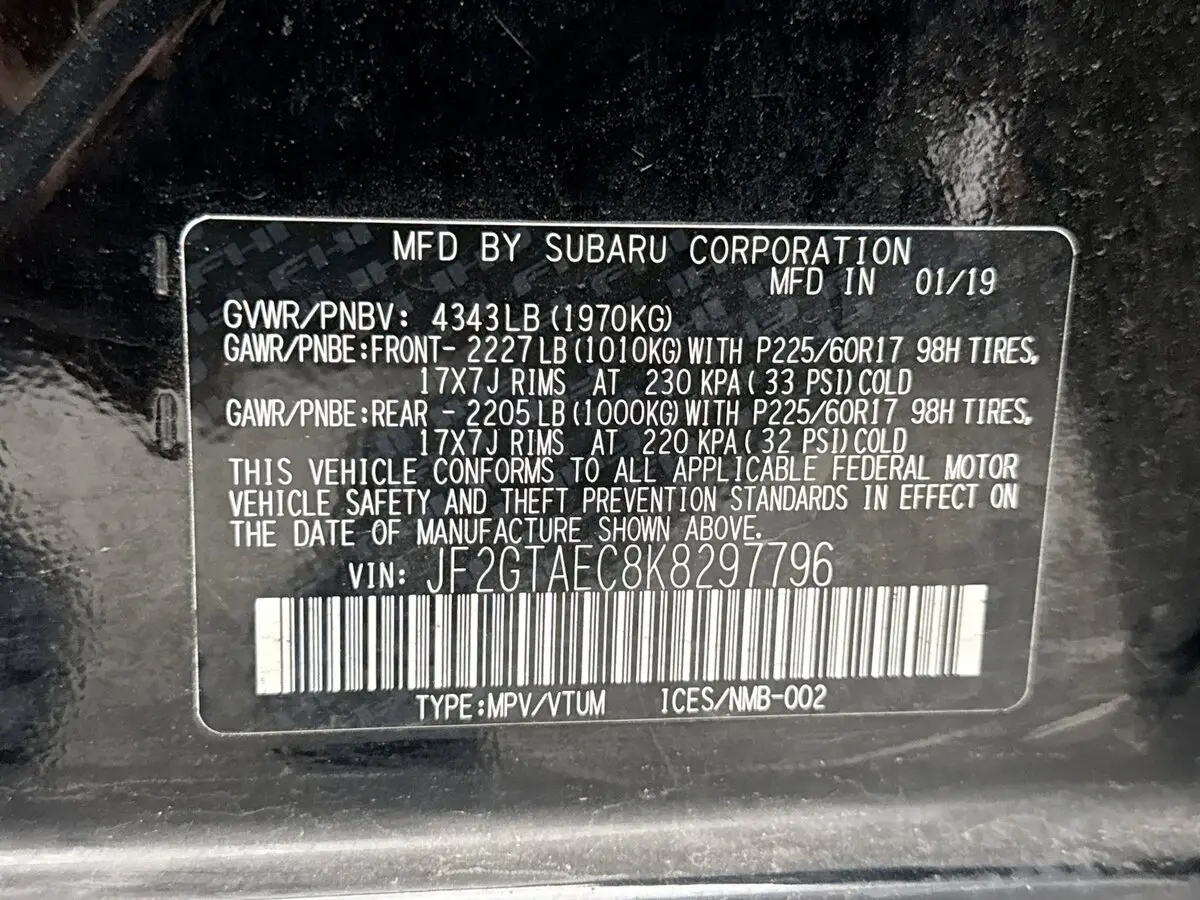 MFD BY SUBARU CORPORATION
MFD IN 01/19
GVWR/PNBV: 4343LB (1970KG)
GAWR/PNBE:FRONT- 2227 LB (1010KG) WITH P225/60R17 98H TIRES,
17X7J RIMS AT 230 KPA ( 33 PSI) COLD
GAWR/PNBE:REAR - 2205 LB (1000KG) WITH P225/60R17 98H TIRES,
17X7J RIMS AT 220 KPA ( 32 PSI) COLD
THIS VEHICLE CONFORMS TO ALL APPLICABLE FEDERAL MOTOR
VEHICLE SAFETY AND THEFT PREVENTION STANDARDS IN EFFECT ON
THE DATE OF MANUFACTURE SHOWN ABOVE.
VIN: JF2GTAEC8K8297796
TYPE:MPV/VTUM ICES/NMB-002